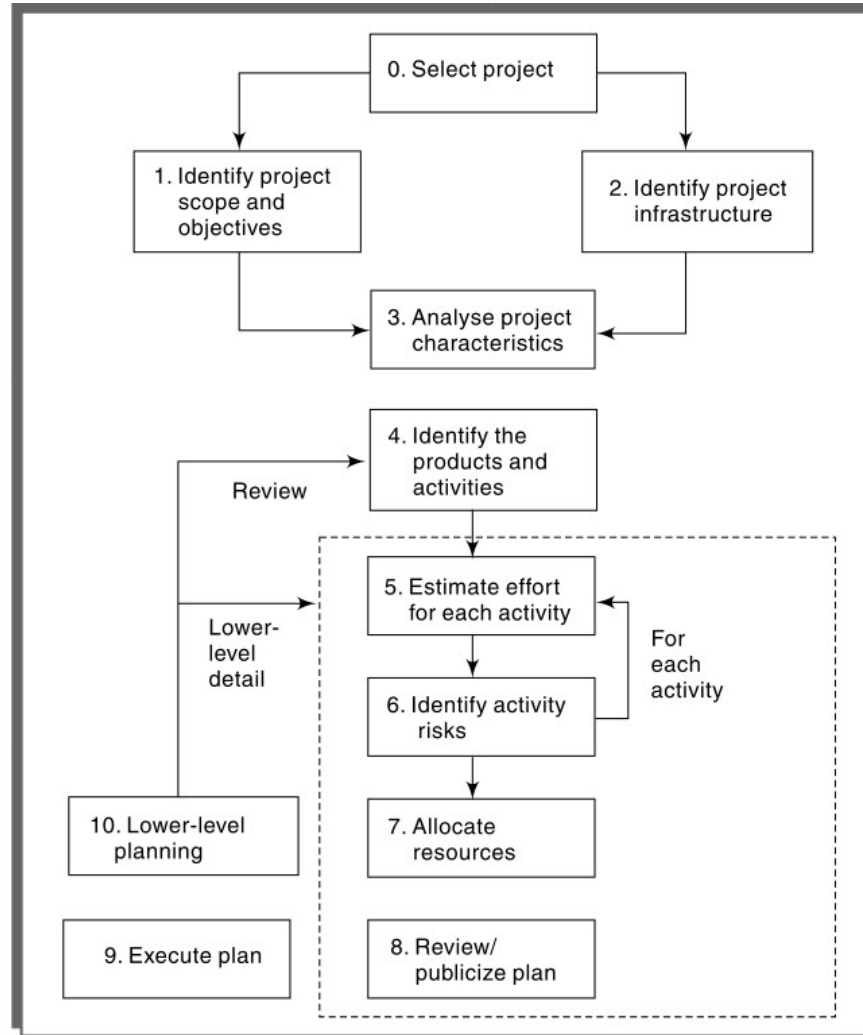 0. Select project
1. Identify project
scope and
objectives
2. Identify project
infrastructure
3. Analyse project
characteristics
4. Identify the
products and
activities
Review
5. Estimate effort
for each activity
Lower-
level
detail
For
each
activity
6. Identify activity
risks
10. Lower-level
planning
7. Allocate
resources
9. Execute plan
8. Review/
publicize plan